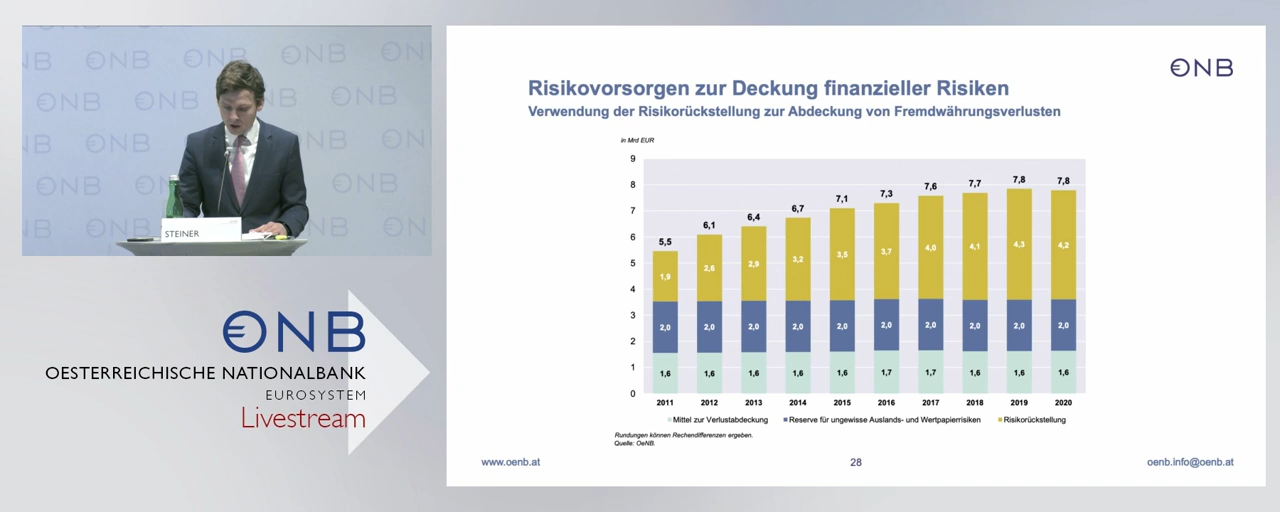 STEINER
€NB
OESTERREICHISCHE NATIONALBANK
EUROSYSTEM
Livestream
€NB
Risikovorsorgen zur Deckung finanzieller Risiken
Verwendung der Risikorückstellung zur Abdeckung von Fremdwährungsverlusten
in Mrd EUR
9
8
7
6
5
4
3
2
1
0
5,5 6,1 6,4 6,7 7,1 7,3 7,6 7,7 7,8 7,8
1,9 2,6 2,9 3,2 3,5 3,7 4,0 4,1 4,3 4,2
2,0 2,0 2,0 2,0 2,0 2,0 2,0 2,0 2,0 2,0
1,6 1,6 1,6 1,6 1,6 1,7 1,7 1,6 1,6 1,6
2011 2012 2013 2014 2015 2016 2017 2018 2019 2020
Mittel zur Verlustabdeckung Reserve für ungewisse Auslands- und Wertpapierrisiken Risikorückstellung
Rundungen können Rechendifferenzen ergeben.
Quelle: OeNB.
www.oenb.at 28 oenb.info@oenb.at